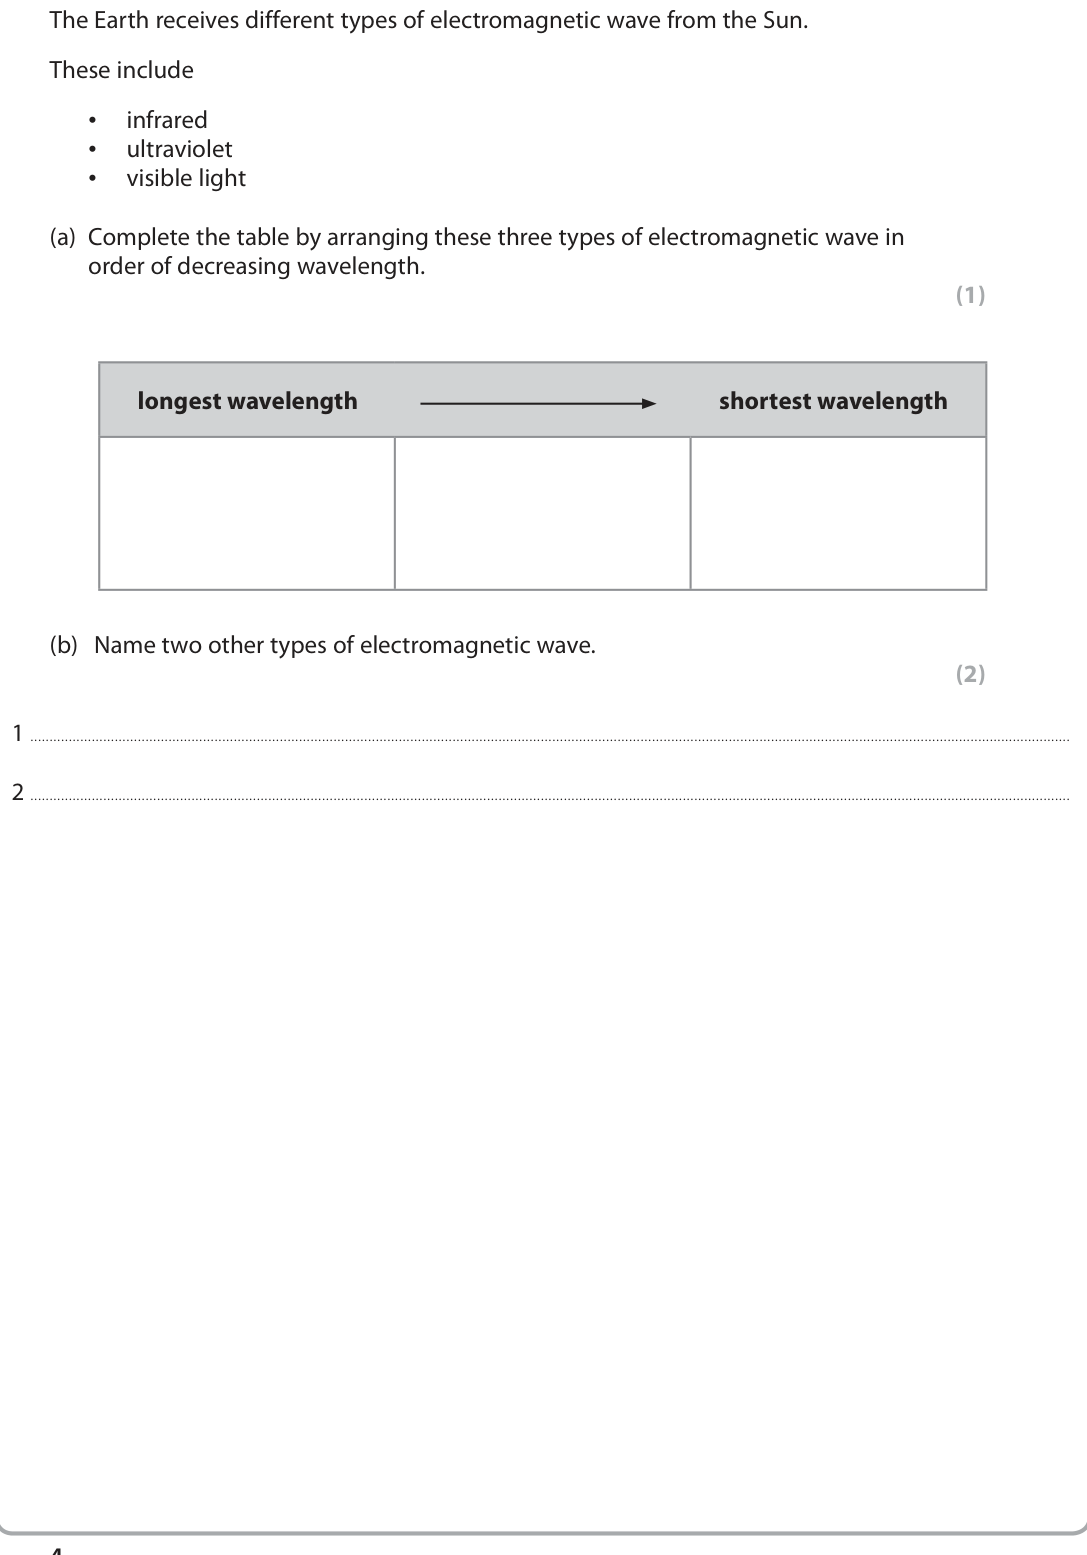 The Earth receives different types of electromagnetic wave from the Sun.
These include
• infrared
• ultraviolet
• visible light
(a) Complete the table by arranging these three types of electromagnetic wave in
order of decreasing wavelength.
(1)
longest wavelength shortest wavelength
(b) Name two other types of electromagnetic wave.
(2)
1
2